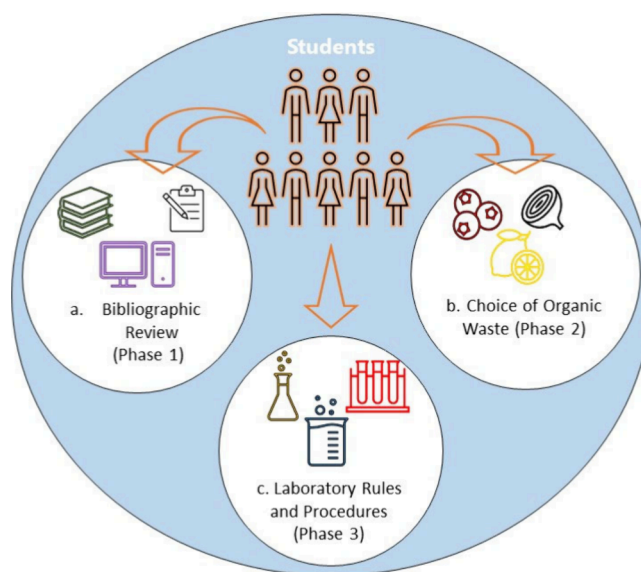 Students
a. Bibliographic
Review
(Phase 1)
b. Choice of Organic
Waste (Phase 2)
c. Laboratory Rules
and Procedures
(Phase 3)